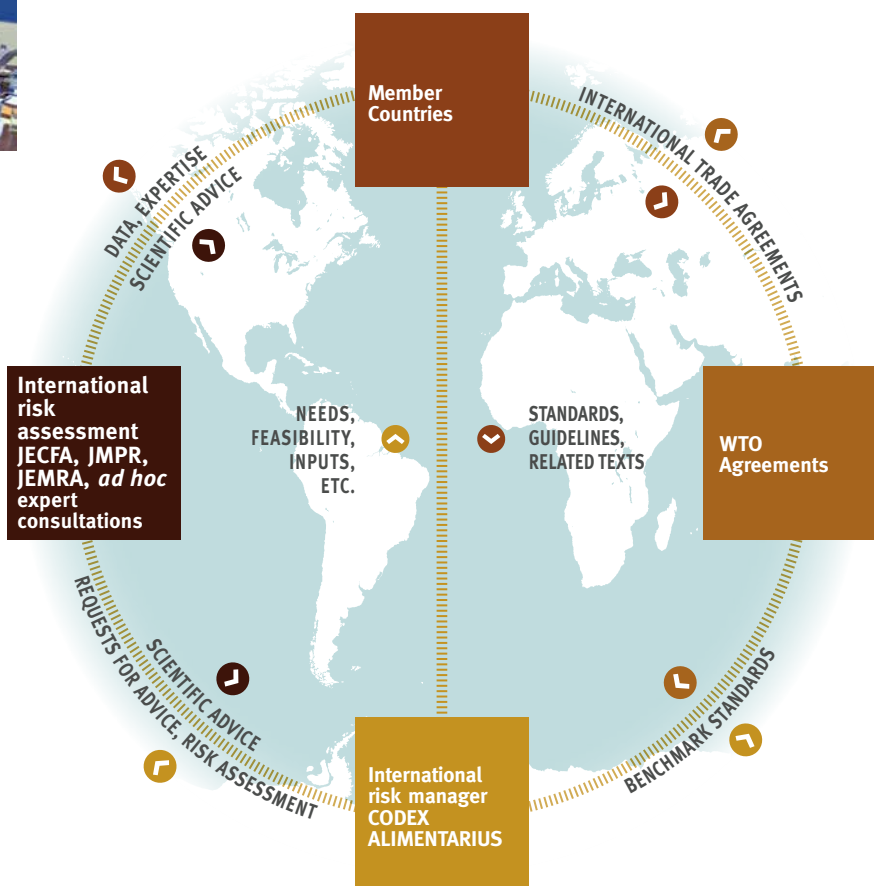 Member
Countries
INTERNATIONAL TRADE AGREEMENTS
DATA, EXPERTISE
SCIENTIFIC ADVICE
International
risk
assessment
JECFA, JMPR,
JEMRA, ad hoc
expert
consultations
NEEDS,
FEASIBILITY,
INPUTS,
ETC.
STANDARDS,
GUIDELINES,
RELATED TEXTS
WTO
Agreements
SCIENTIFIC ADVICE
REQUESTS FOR ADVICE, RISK ASSESSMENT
BENCHMARK STANDARDS
International
risk manager
CODEX
ALIMENTARIUS